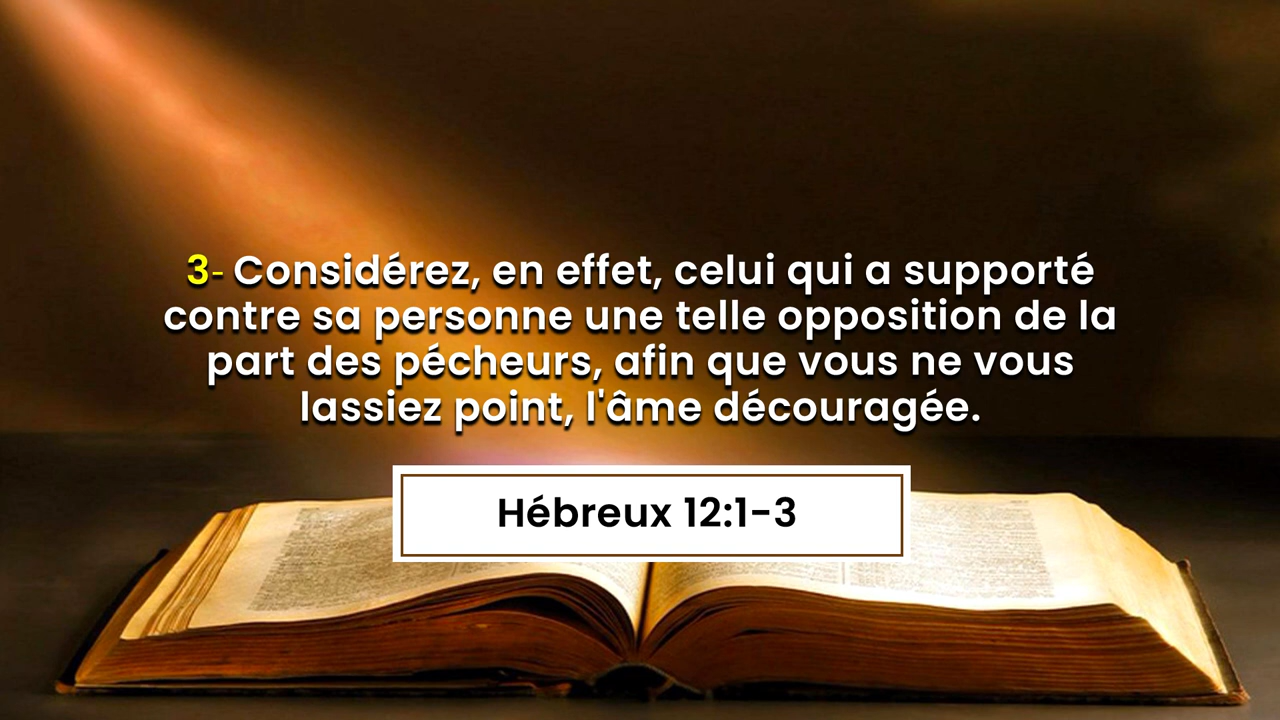 3- Considérez, en effet, celui qui a supporté
contre sa personne une telle opposition de la
part des pécheurs, afin que vous ne vous
lassiez point, l'âme découragée.
Hébreux 12:1-3